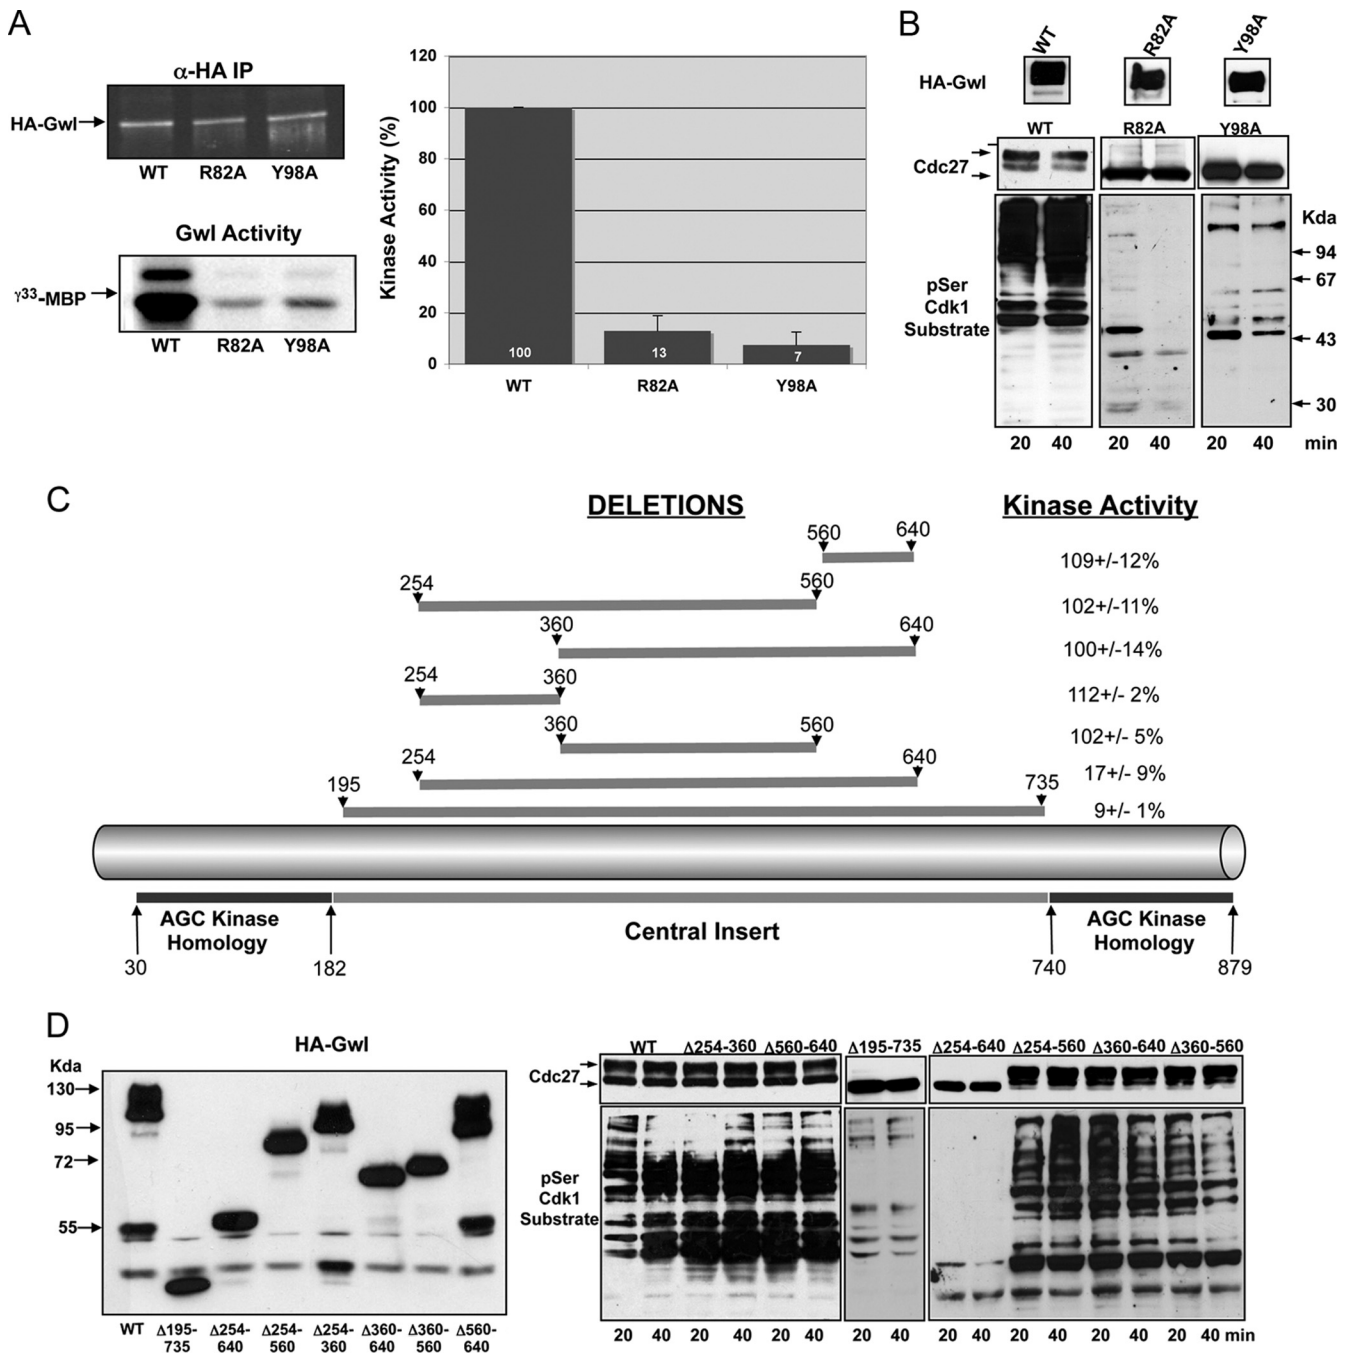 A
α-HA IP
HA-Gwl
WT R82A Y98A
Gwl Activity
γ33-MBP
WT R82A Y98A
Kinase Activity (%)
120
100
80
60
40
20
0
100 13 7
WT R82A Y98A
B
WT R82A Y98A
HA-Gwl
WT R82A Y98A
Cdc27
pSer
Cdk1
Substrate
Kda
94
67
43
30
20 40 20 40 20 40 min
C
DELETIONS Kinase Activity
560 640 109+/-12%
254 560 102+/-11%
360 640 100+/-14%
254 360 112+/- 2%
360 560 102+/- 5%
254 640 17+/- 9%
195 735 9+/- 1%
AGC Kinase
Homology
Central Insert
AGC Kinase
Homology
30 182 740 879
D
HA-Gwl
Kda
130
95
72
55
WT Δ195-735 Δ254-640 Δ254-560 Δ254-360 Δ360-640 Δ360-560 Δ560-640
WT Δ254-360 Δ560-640 Δ195-735 Δ254-640 Δ254-560 Δ360-640 Δ360-560
Cdc27
pSer
Cdk1
Substrate
20 40 20 40 20 40 20 40 20 40 20 40 20 40 20 40 min